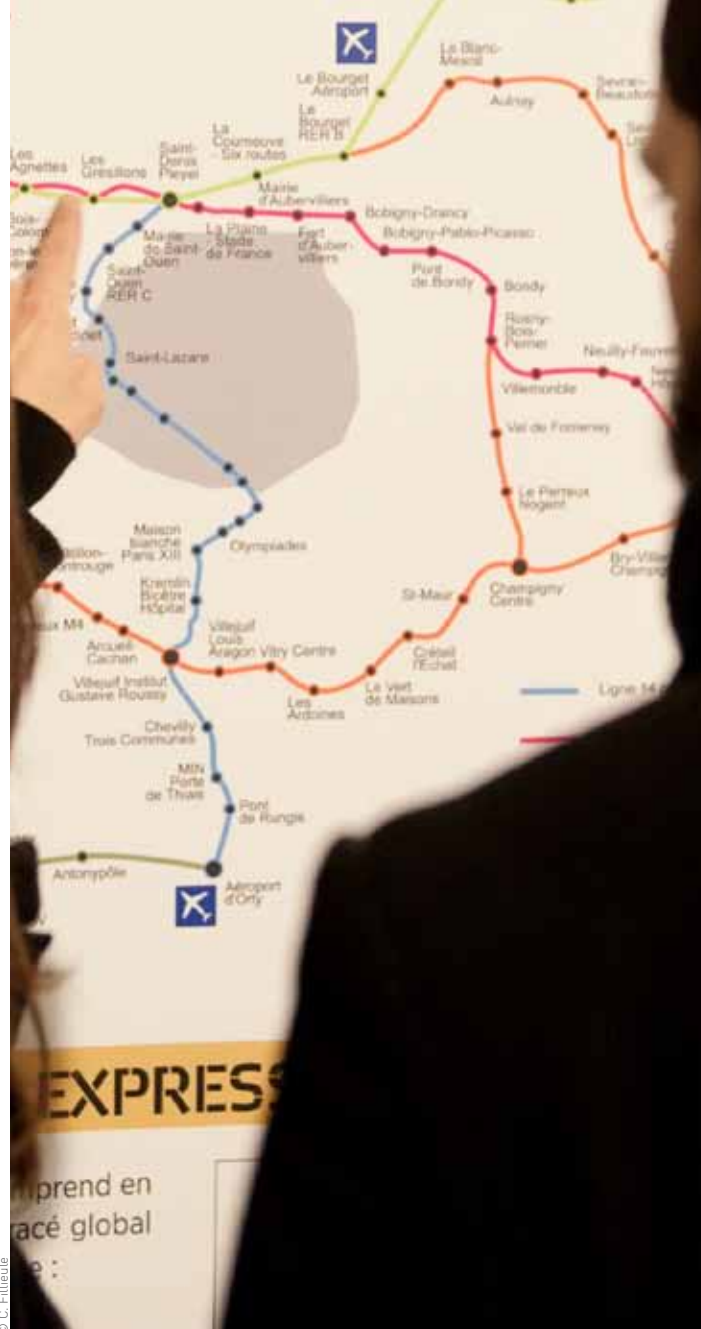 Le Bourget
Aéroport
Le Blanc-
Mesnil
Aulnay
Sevran-
Le
Bourget
RER B
La
Courneuve
Six routes
Saint-
Denis
Pleyel
Les
Grésillons
Les
Agnettes
Mairie
d'Aubervilliers
La Plaine
Stade
de France
Fort
d'Auber-
villiers
Bobigny-Drancy
Bobigny-Pablo-Picasso
Pont
de Bondy
Bondy
Rosny-
Bois-
Perrier
Villemomble
Val de Fontenay
Le Perreux
Nogent
Mairie
de Saint-
Ouen
Saint-
Ouen
RER C
Saint-Lazare
Olympiades
Maison
blanche
Paris XIII
Kremlin
Bicêtre
Hôpital
M4
Arcueil
Cachan
Villejuif
Louis
Aragon
Vitry Centre
Villejuif Institut
Gustave Roussy
Les
Ardoines
Le Vert
de Maisons
Créteil
l'Echat
St-Maur
Champigny
Centre
Chevilly
Trois Communes
MIN
Porte
de Thiais
Pont
de Rungis
Antonypôle
Aéroport
d'Orly
Ligne 14
EXPRESS
prend en
global
:
© C. Fillieule